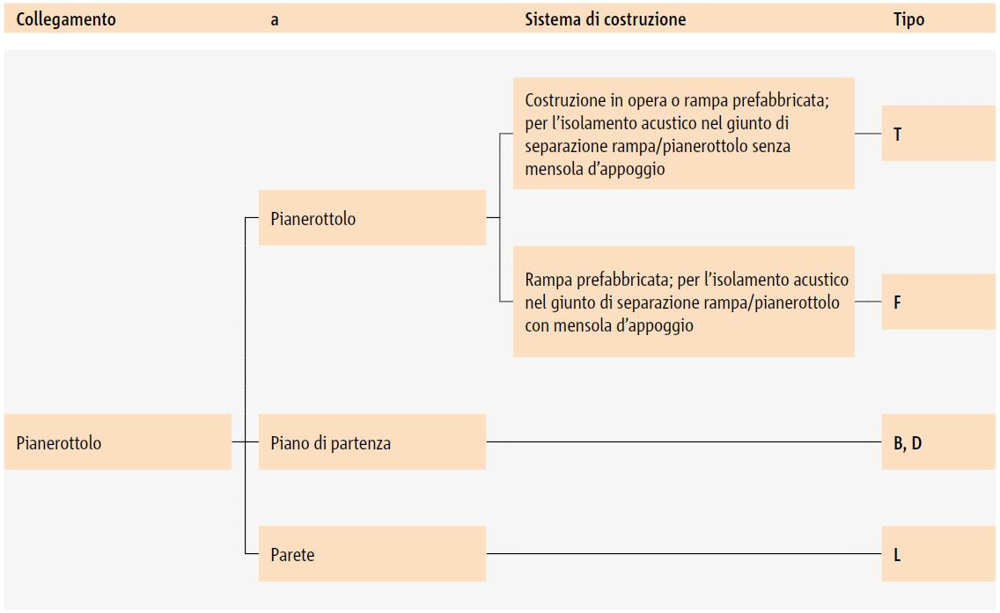 Collegamento a Sistema di costruzione Tipo
Costruzione in opera o rampa prefabbricata;
per l’isolamento acustico nel giunto di
separazione rampa/pianerottolo senza
mensola d’appoggio
T
Pianerottolo
Rampa prefabbricata; per l’isolamento acustico
nel giunto di separazione rampa/pianerottolo
con mensola d’appoggio
F
Pianerottolo
Piano di partenza
B, D
Parete
L